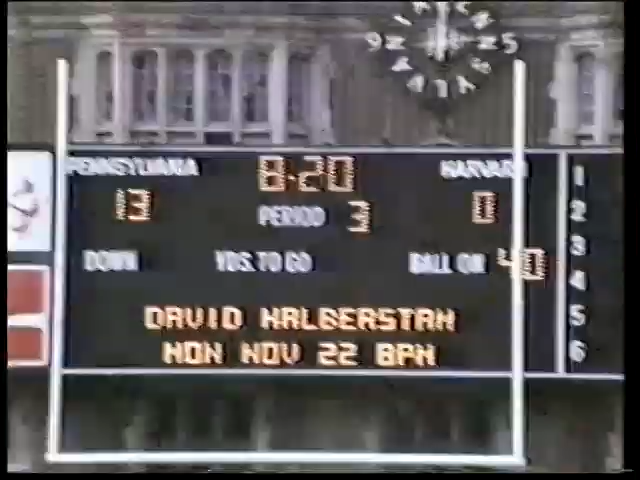 PENNSYLVANIA 8:20 HARVARD
13 PERIOD 3 0
DOWN YDS. TO GO BALL ON 40
DAVID HALBERSTAM
MON NOV 22 8PM
1
2
3
4
5
6